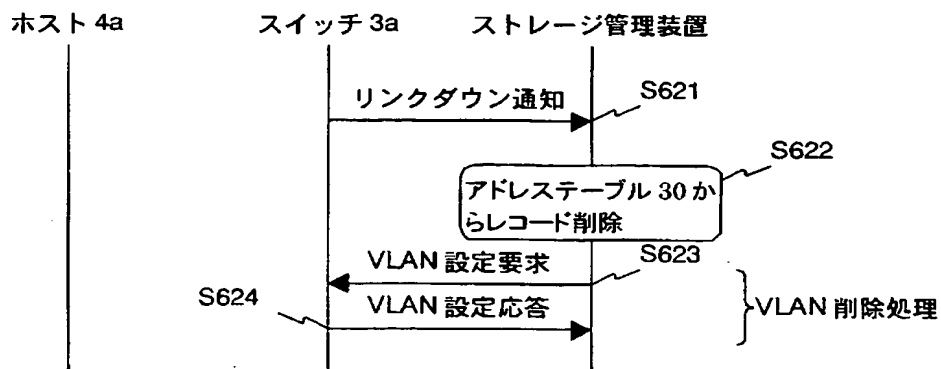 ホスト 4a
スイッチ 3a
ストレージ管理装置
リンクダウン通知
S621
S622
アドレステーブル 30 か
らレコード削除
VLAN 設定要求
S623
S624
VLAN 設定応答
VLAN 削除処理